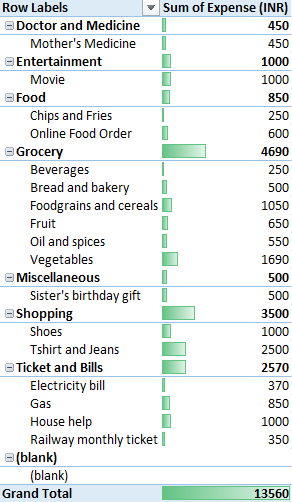 Row Labels Sum of Expense (INR)
Doctor and Medicine 450
Mother's Medicine 450
Entertainment 1000
Movie 1000
Food 850
Chips and Fries 250
Online Food Order 600
Grocery 4690
Beverages 250
Bread and bakery 500
Foodgrains and cereals 1050
Fruit 650
Oil and spices 550
Vegetables 1690
Miscellaneous 500
Sister's birthday gift 500
Shopping 3500
Shoes 1000
Tshirt and Jeans 2500
Ticket and Bills 2570
Electricity bill 370
Gas 850
House help 1000
Railway monthly ticket 350
(blank)
(blank)
Grand Total 13560